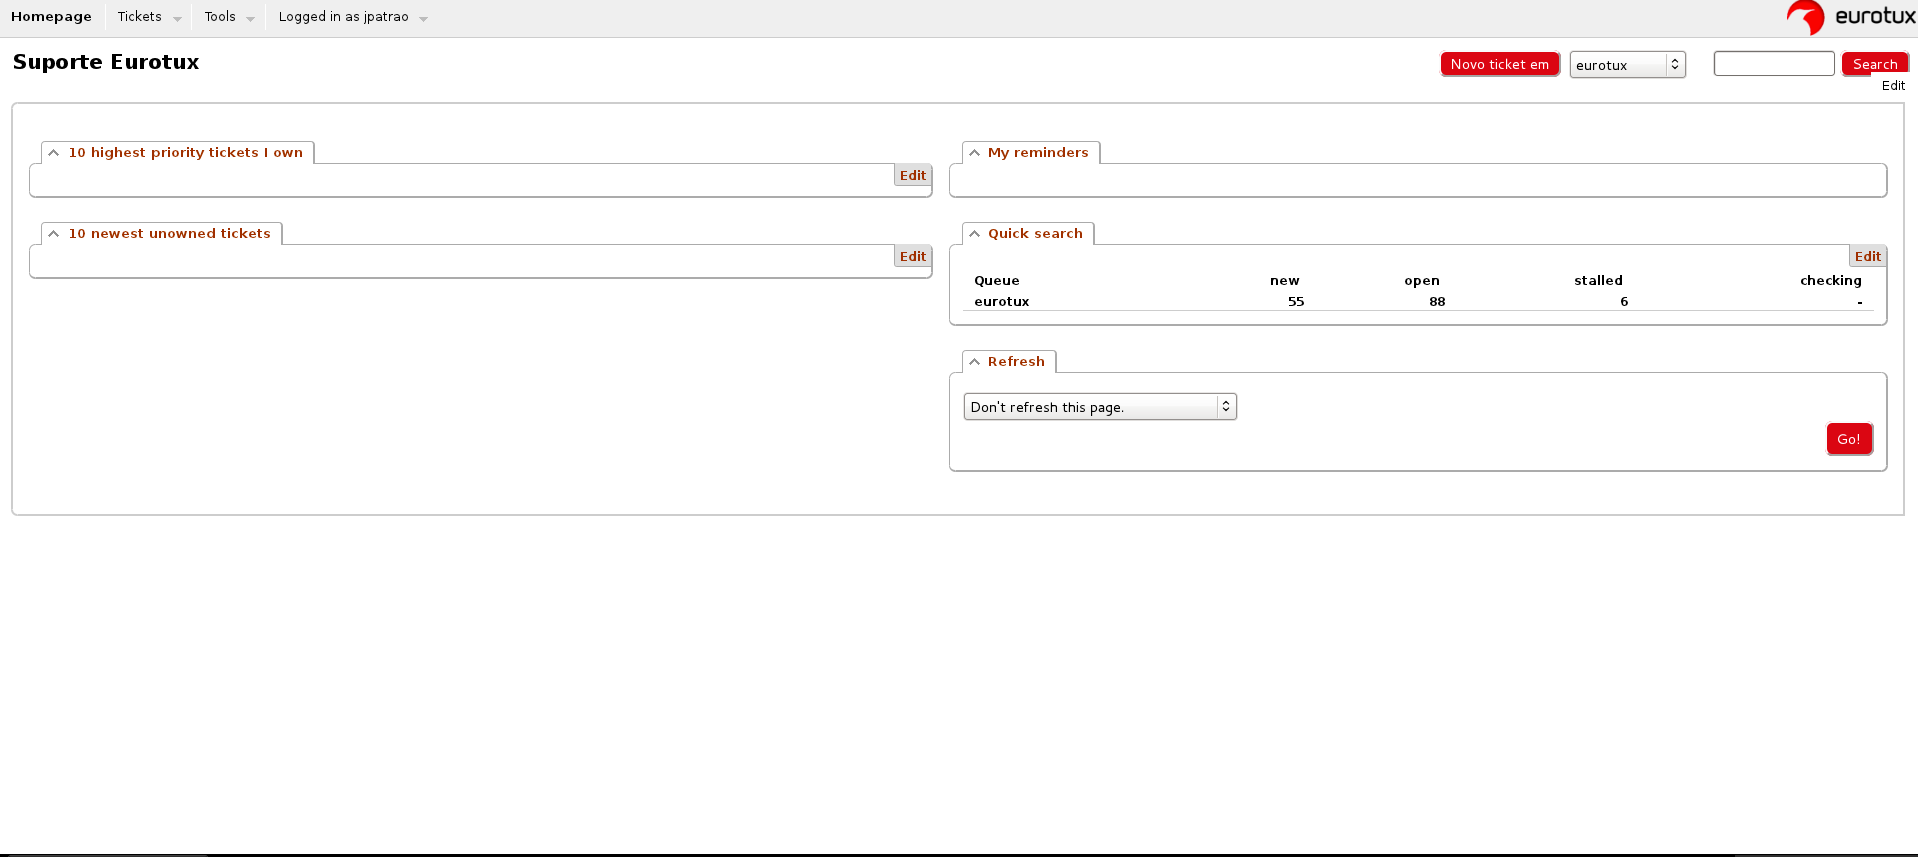 Homepage Tickets Tools Logged in as jpatrao eurotux
Suporte Eurotux Novo ticket em eurotux Search
Edit
10 highest priority tickets I own
Edit
10 newest unowned tickets
Edit
My reminders
Quick search
Edit
Queue new open stalled checking
eurotux 55 88 6 -
Refresh
Don't refresh this page.
Go!